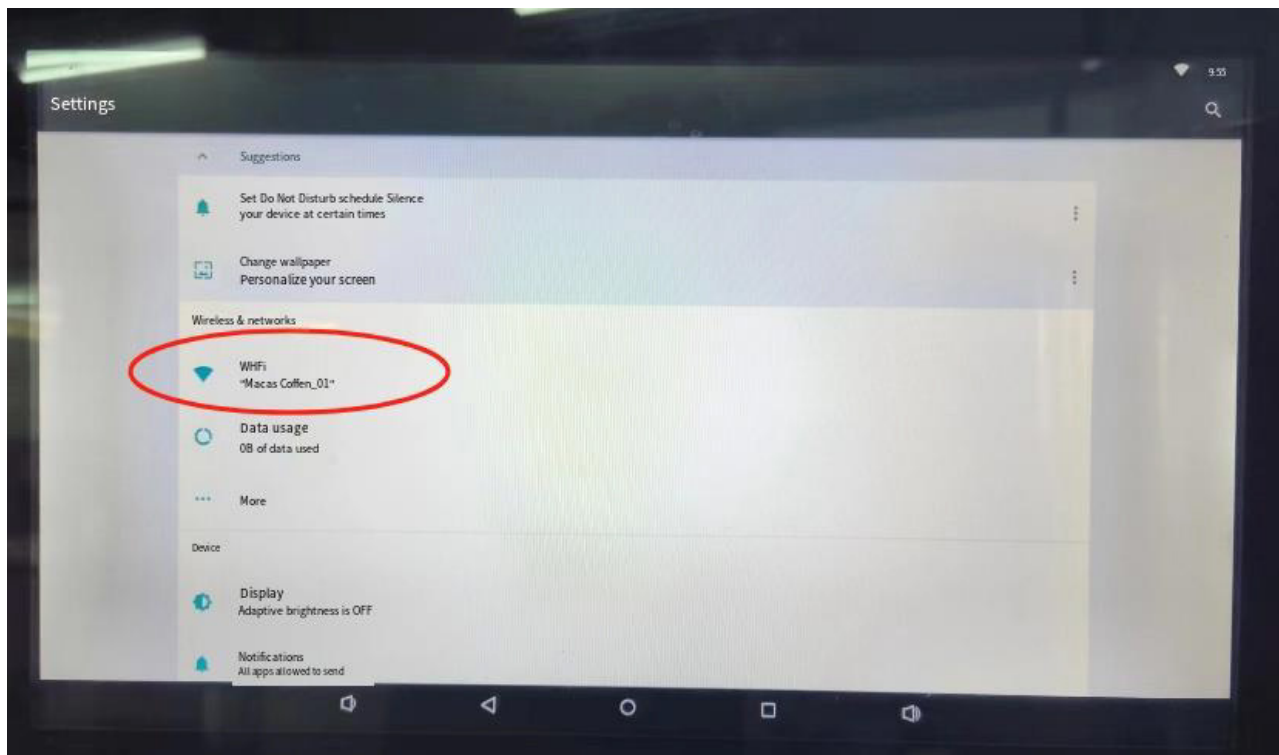 9:55
Settings
Suggestions
Set Do Not Disturb schedule Silence
your device at certain times
Change wallpaper
Personalize your screen
Wireless & networks
WHFi
"Macas Coffen_01"
Data usage
0B of data used
More
Device
Display
Adaptive brightness is OFF
Notifications
All apps allowed to send